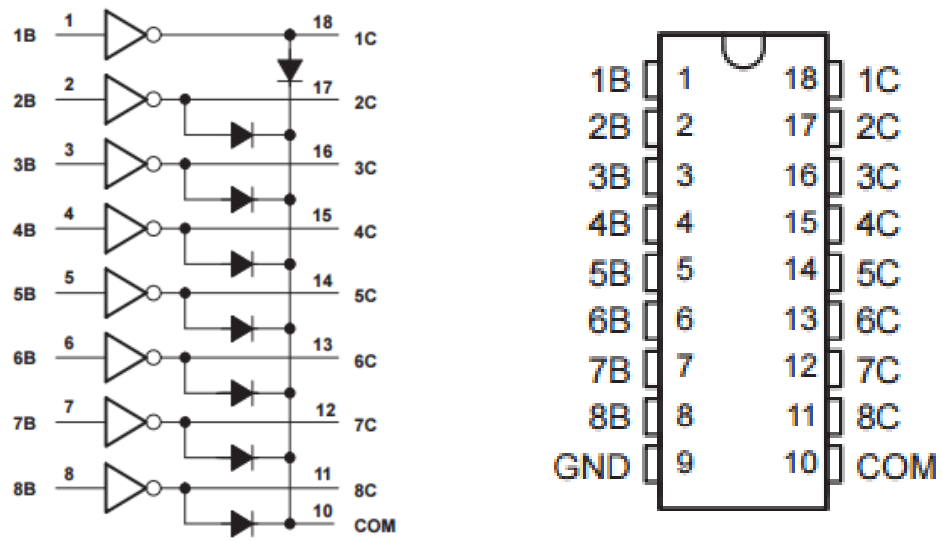 1B 1 18 1C
2B 2 17 2C
3B 3 16 3C
4B 4 15 4C
5B 5 14 5C
6B 6 13 6C
7B 7 12 7C
8B 8 11 8C
10 COM
1B 1 18 1C
2B 2 17 2C
3B 3 16 3C
4B 4 15 4C
5B 5 14 5C
6B 6 13 6C
7B 7 12 7C
8B 8 11 8C
GND 9 10 COM